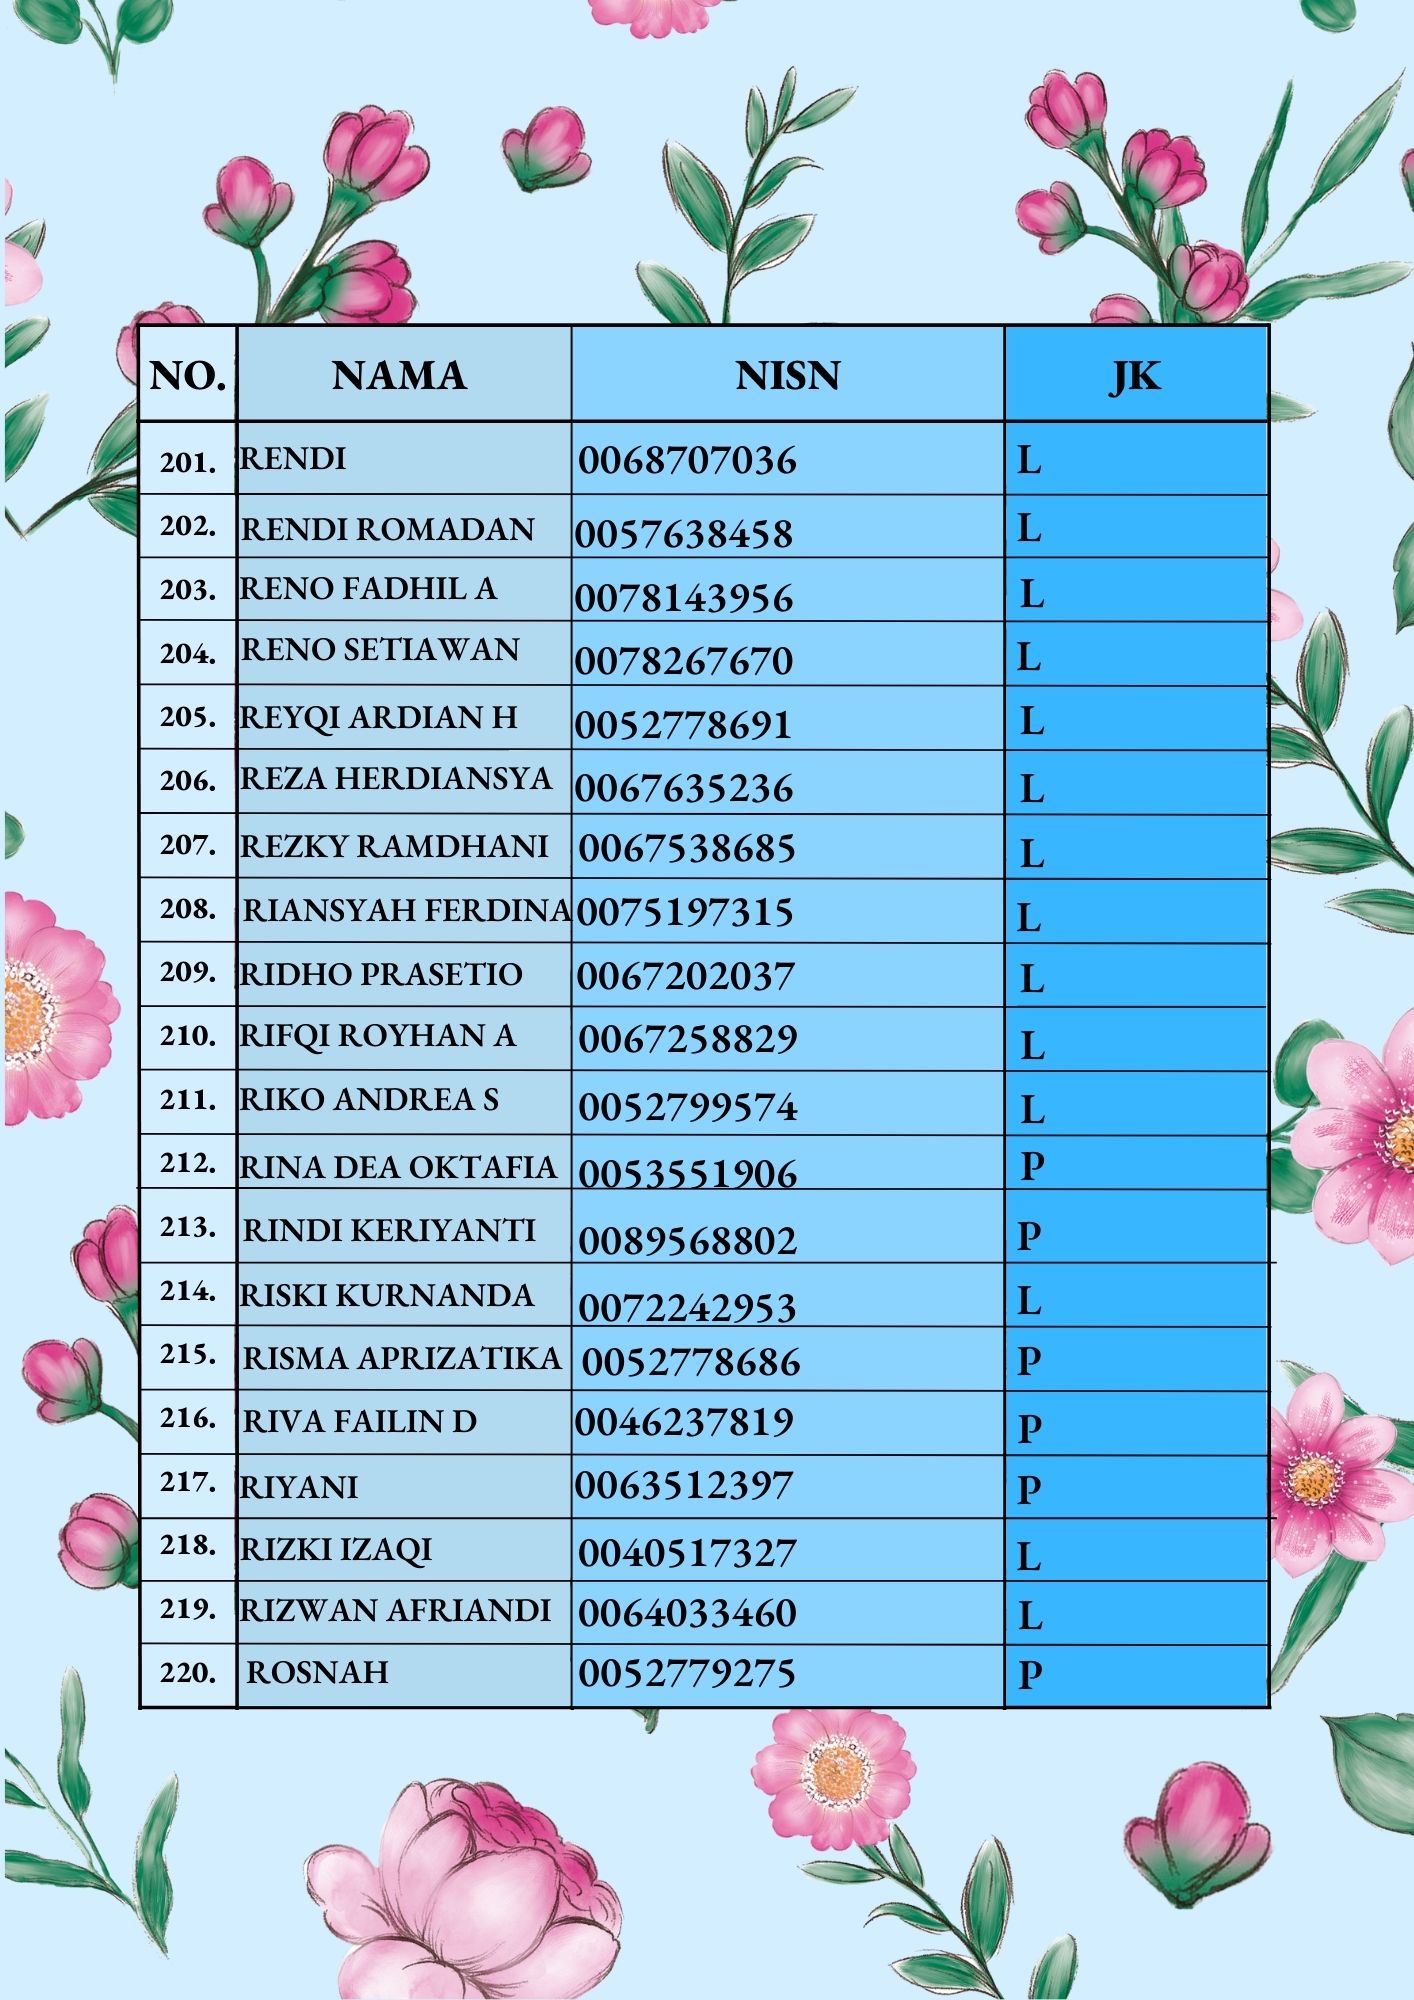 NO. NAMA NISN JK
201. RENDI 0068707036 L
202. RENDI ROMADAN 0057638458 L
203. RENO FADHIL A 0078143956 L
204. RENO SETIAWAN 0078267670 L
205. REYQI ARDIAN H 0052778691 L
206. REZA HERDIANSYA 0067635236 L
207. REZKY RAMDHANI 0067538685 L
208. RIANSYAH FERDINA 0075197315 L
209. RIDHO PRASETIO 0067202037 L
210. RIFQI ROYHAN A 0067258829 L
211. RIKO ANDREA S 0052799574 L
212. RINA DEA OKTAFIA 0053551906 P
213. RINDI KERIYANTI 0089568802 P
214. RISKI KURNANDA 0072242953 L
215. RISMA APRIZATIKA 0052778686 P
216. RIVA FAILIN D 0046237819 P
217. RIYANI 0063512397 P
218. RIZKI IZAQI 0040517327 L
219. RIZWAN AFRIANDI 0064033460 L
220. ROSNAH 0052779275 P